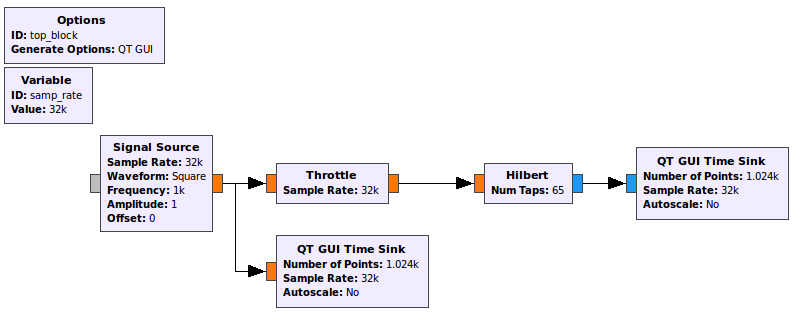 Options
ID: top_block
Generate Options: QT GUI
Variable
ID: samp_rate
Value: 32k
Signal Source
Sample Rate: 32k
Waveform: Square
Frequency: 1k
Amplitude: 1
Offset: 0
Throttle
Sample Rate: 32k
Hilbert
Num Taps: 65
QT GUI Time Sink
Number of Points: 1.024k
Sample Rate: 32k
Autoscale: No
QT GUI Time Sink
Number of Points: 1.024k
Sample Rate: 32k
Autoscale: No